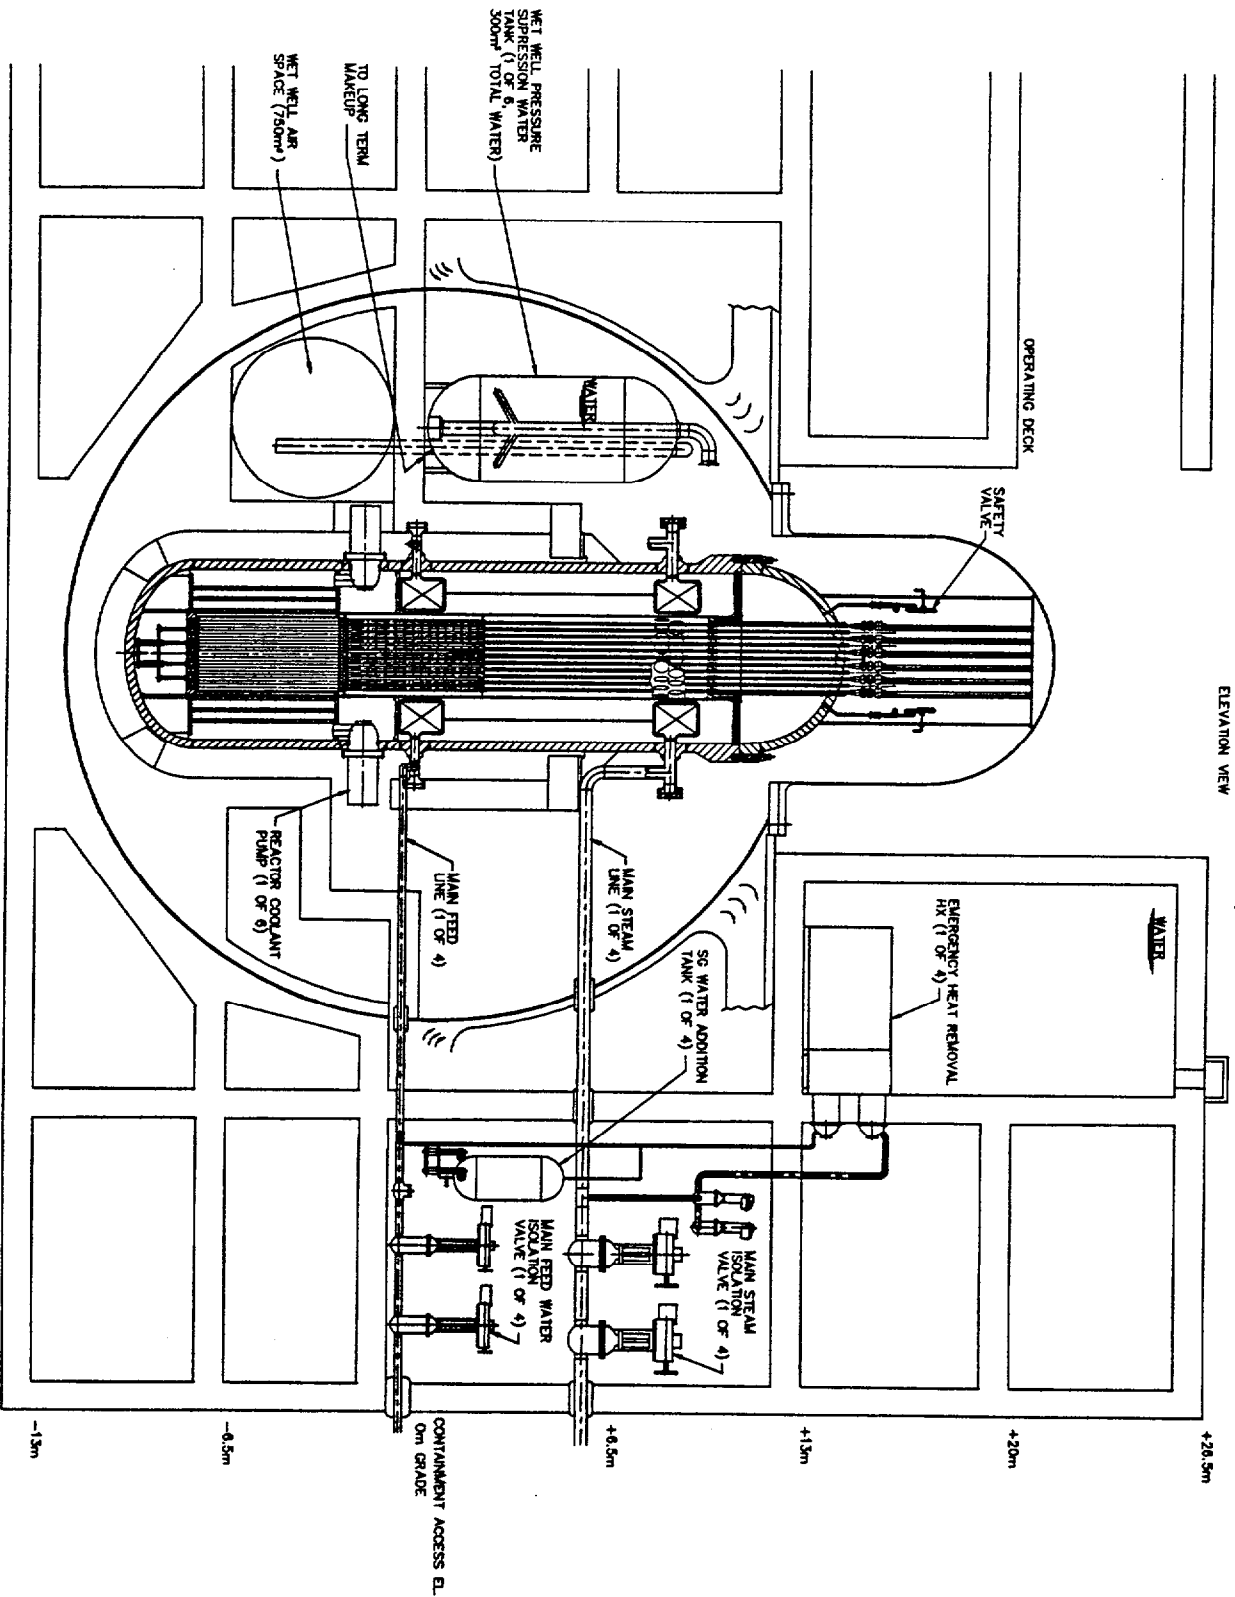 ELEVATION VIEW
OPERATING DECK
SAFETY
VALVE
WET WELL PRESSURE
SUPRESSION WATER
TANK (1 OF 6,
300m³ TOTAL WATER)
TO LONG TERM
MAKEUP
WET WELL AIR
SPACE (750m³)
WATER
WATER
EMERGENCY HEAT REMOVAL
HX (1 OF 4)
SG WATER ADDITION
TANK (1 OF 4)
MAIN STEAM
LINE (1 OF 4)
MAIN FEED
LINE (1 OF 4)
REACTOR COOLANT
PUMP (1 OF 6)
MAIN STEAM
ISOLATION
VALVE (1 OF 4)
MAIN FEED WATER
ISOLATION
VALVE (1 OF 4)
+26.5m
+20m
+13m
+6.5m
CONTAINMENT ACCESS EL.
0m GRADE
-6.5m
-13m